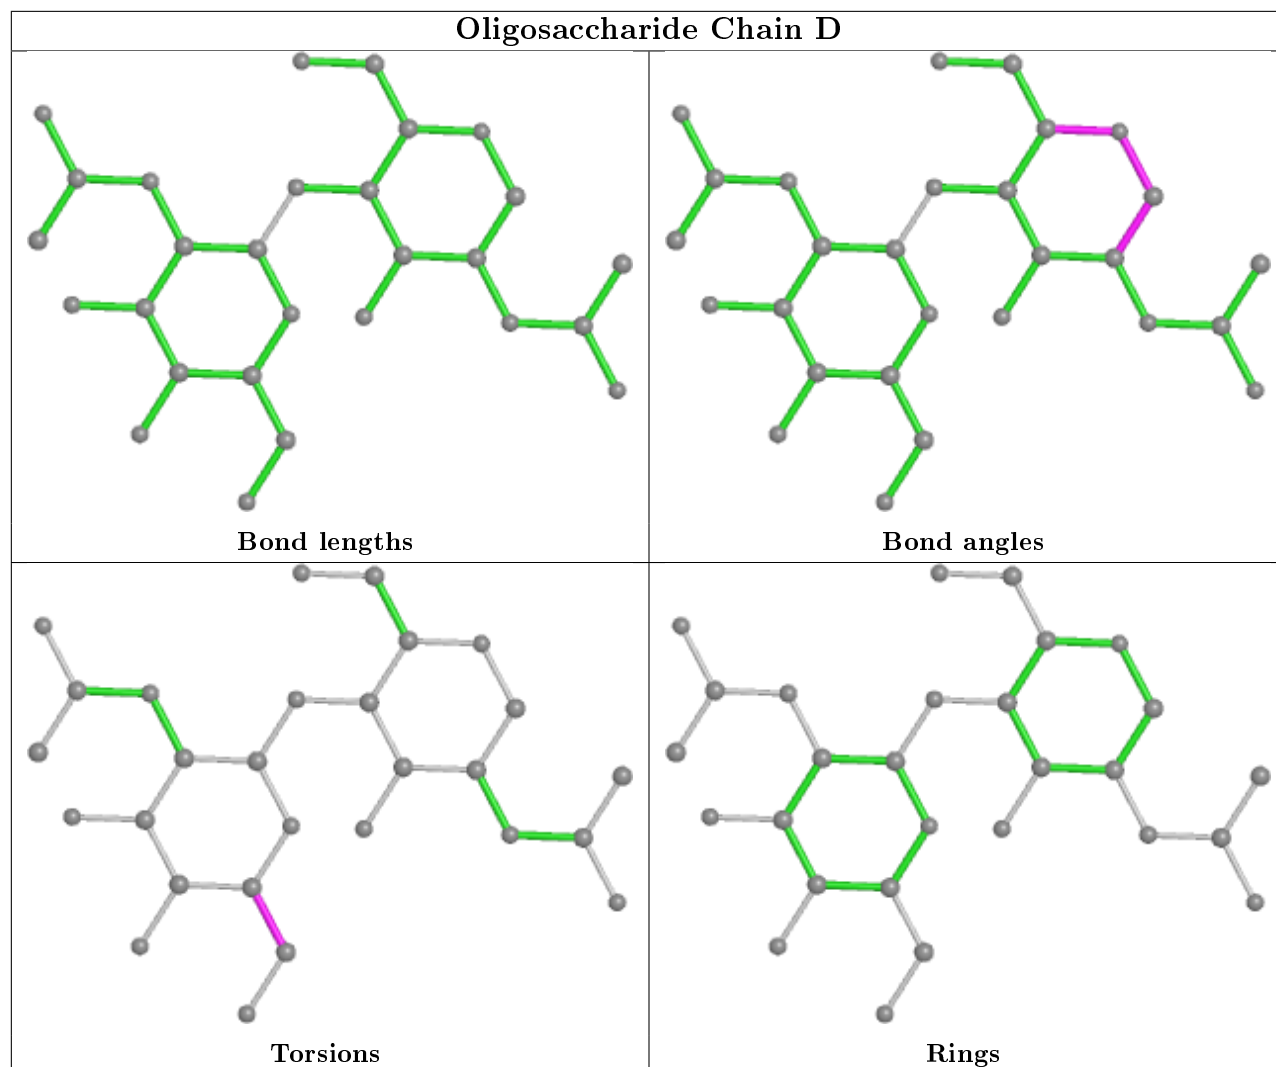 Oligosaccharide Chain D
Bond lengths
Bond angles
Torsions
Rings